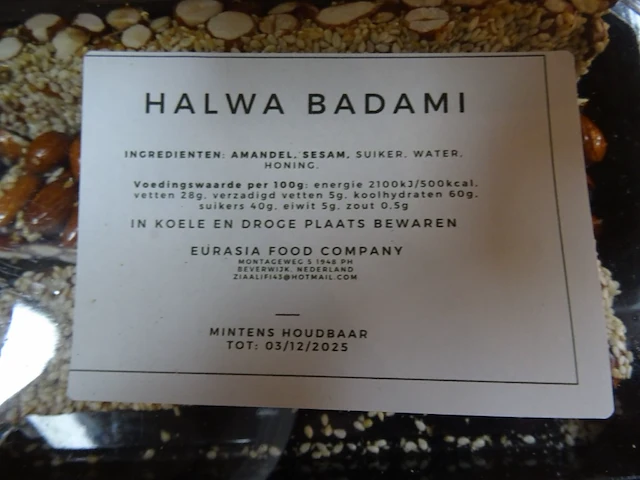 HALWA BADAMI
INGREDIENTEN: AMANDEL, SESAM, SUIKER, WATER,
HONING.
Voedingswaarde per 100g: energie 2100kJ/500kcal,
vetten 28g, verzadigd vetten 5g, koolhydraten 60g,
suikers 40g, eiwit 5g, zout 0.5g
IN KOELE EN DROGE PLAATS BEWAREN
EURASIA FOOD COMPANY
MONTAGEWEG 5 1948 PH
BEVERWIJK, NEDERLAND
ZIAALIFI43@HOTMAIL.COM
MINTENS HOUDBAAR
TOT: 03/12/2025